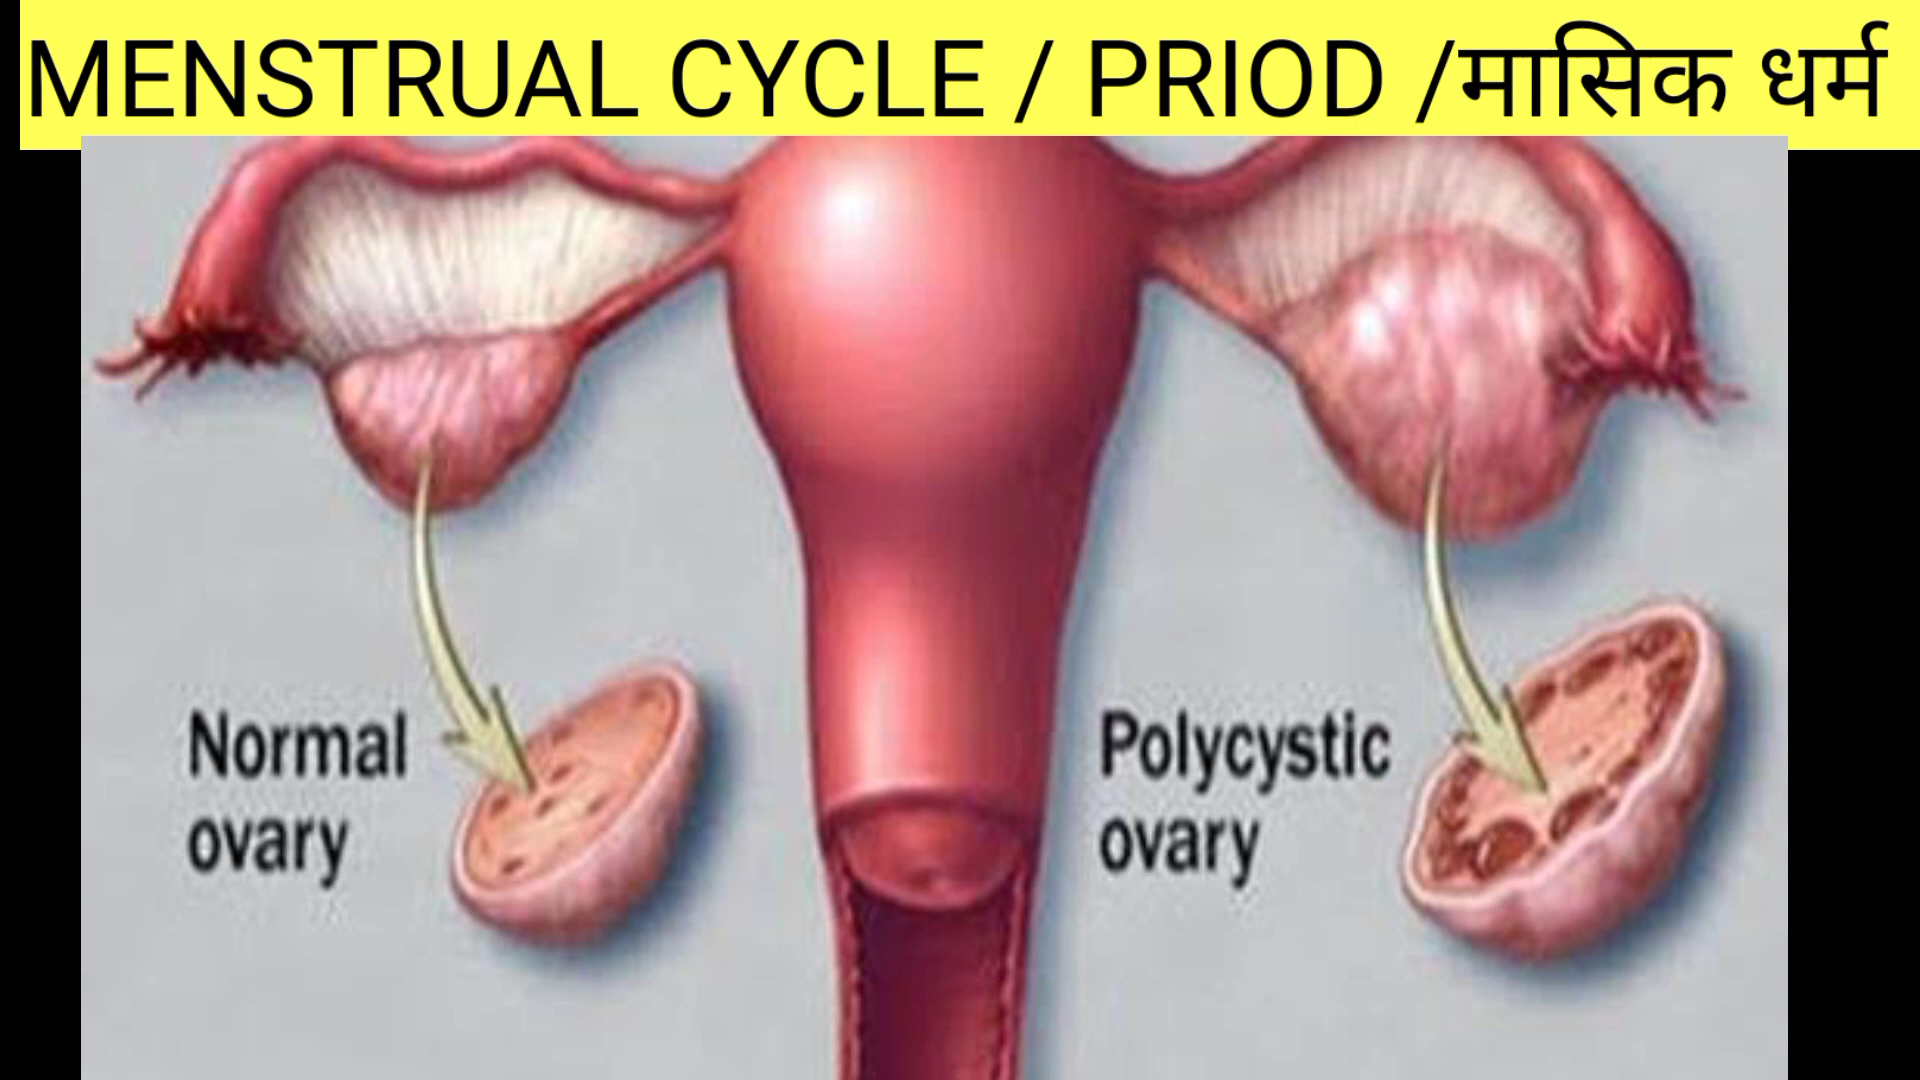 MENSTRUAL CYCLE / PRIOD /मासिक धर्म
Normal
ovary
Polycystic
ovary